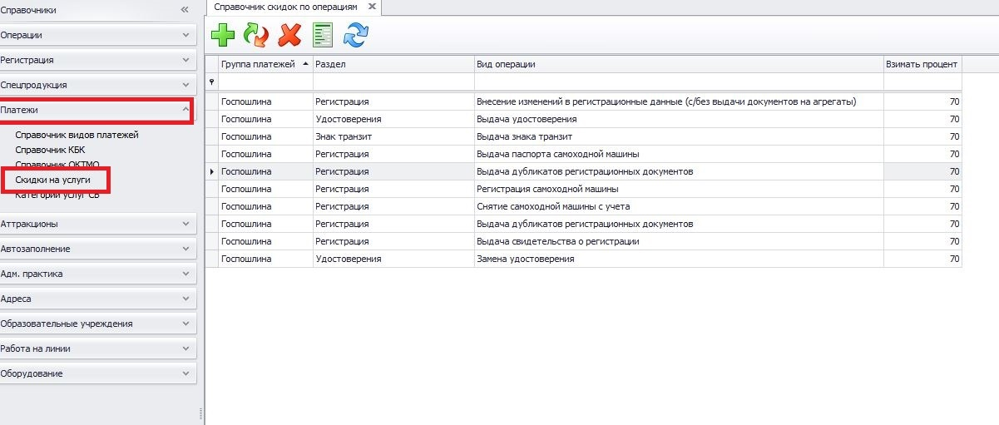 Справочники
Операции
Регистрация
Спецпродукция
Платежи
Справочник видов платежей
Справочник КБК
Справочник ОКТМО
Скидки на услуги
Категории услуг СВ
Аттракционы
Автозаполнение
Адм. практика
Адреса
Образовательные учреждения
Работа на линии
Оборудование
Справочник скидок по операциям
Группа платежей Раздел Вид операции Взимать процент
Госпошлина Регистрация Внесение изменений в регистрационные данные (с/без выдачи документов на агрегаты) 70
Госпошлина Удостоверения Выдача удостоверения 70
Госпошлина Знак транзит Выдача знака транзит 70
Госпошлина Регистрация Выдача паспорта самоходной машины 70
Госпошлина Регистрация Выдача дубликатов регистрационных документов 70
Госпошлина Регистрация Регистрация самоходной машины 70
Госпошлина Регистрация Снятие самоходной машины с учета 70
Госпошлина Регистрация Выдача дубликатов регистрационных документов 70
Госпошлина Регистрация Выдача свидетельства о регистрации 70
Госпошлина Удостоверения Замена удостоверения 70